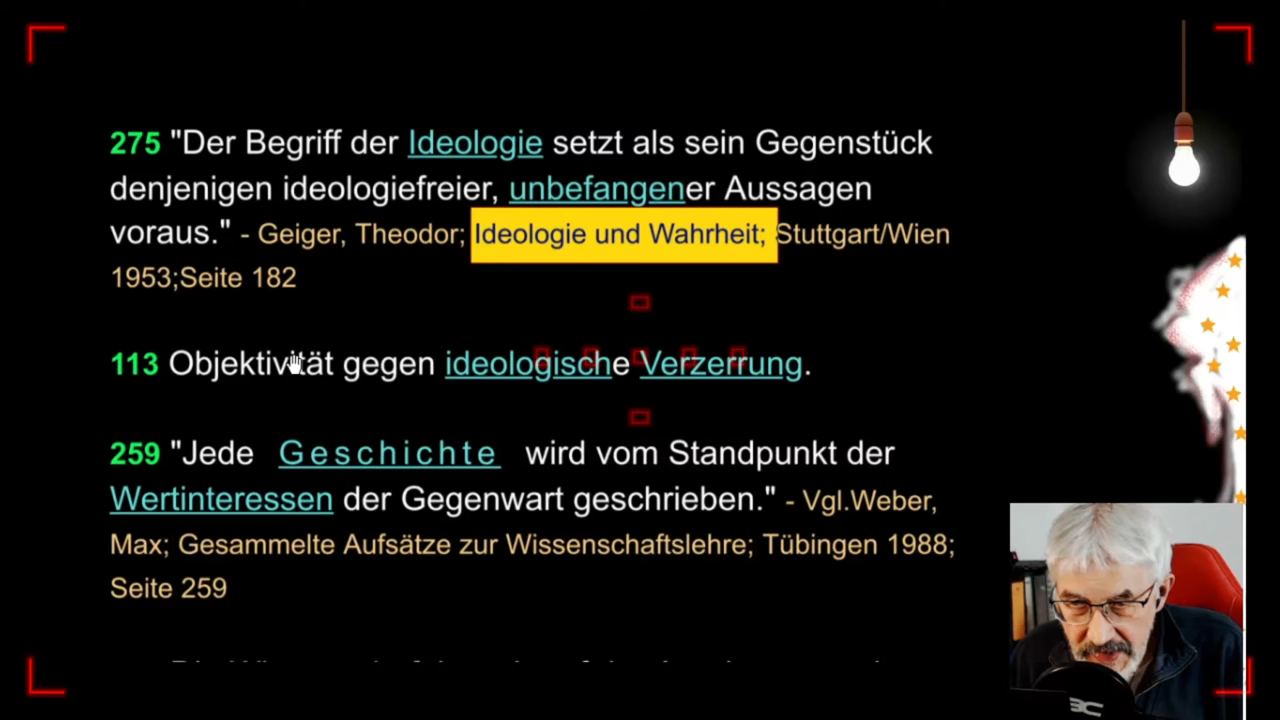 275 "Der Begriff der Ideologie setzt als sein Gegenstück
denjenigen ideologiefreier, unbefangener Aussagen
voraus." - Geiger, Theodor; Ideologie und Wahrheit; Stuttgart/Wien
1953;Seite 182
113 Objektivität gegen ideologische Verzerrung.
259 "Jede Geschichte wird vom Standpunkt der
Wertinteressen der Gegenwart geschrieben." - Vgl.Weber,
Max; Gesammelte Aufsätze zur Wissenschaftslehre; Tübingen 1988;
Seite 259